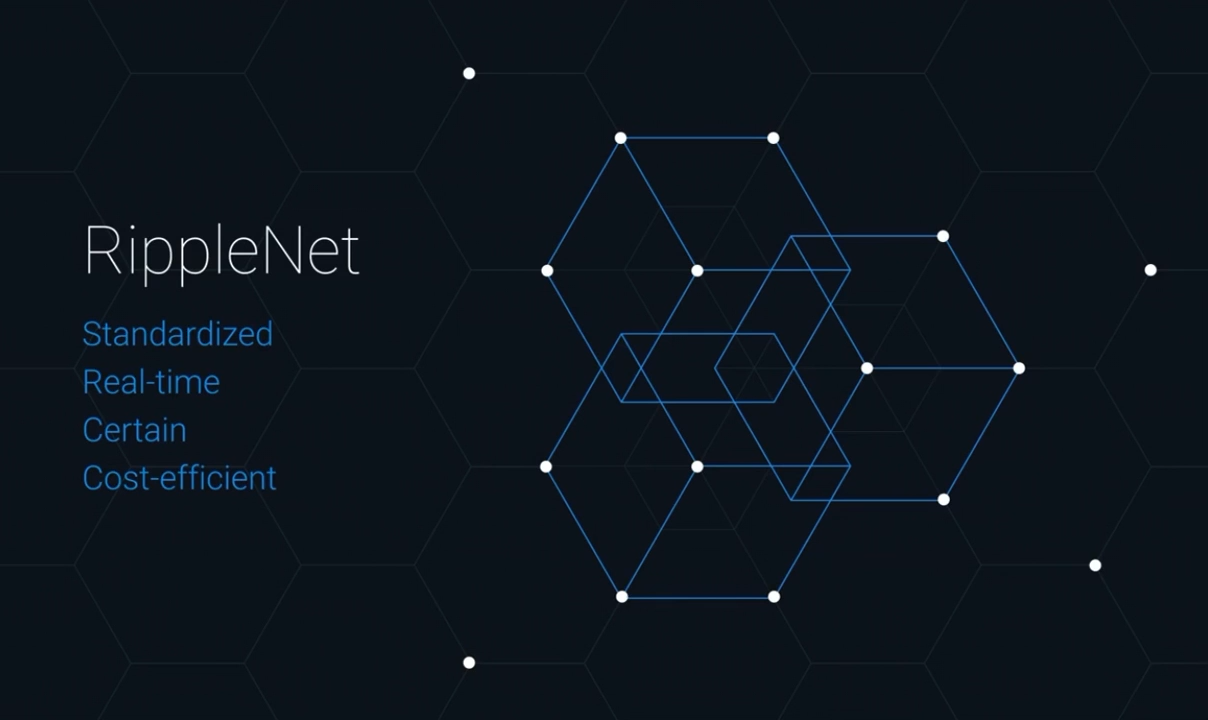 RippleNet
Standardized
Real-time
Certain
Cost-efficient